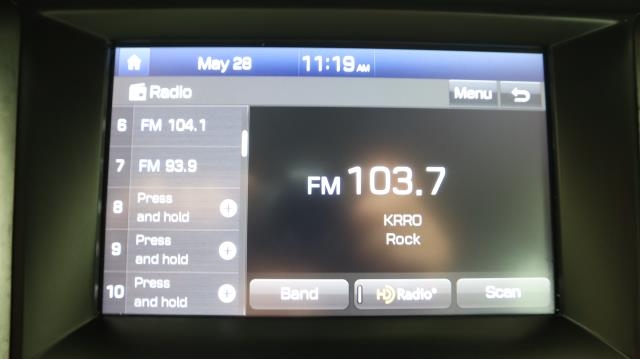 May 28 11:19 AM
Radio
Menu
6 FM 104.1
7 FM 93.9
8 Press
and hold
9 Press
and hold
10 Press
and hold
FM 103.7
KRRO
Rock
Band
HD Radio®
Scan